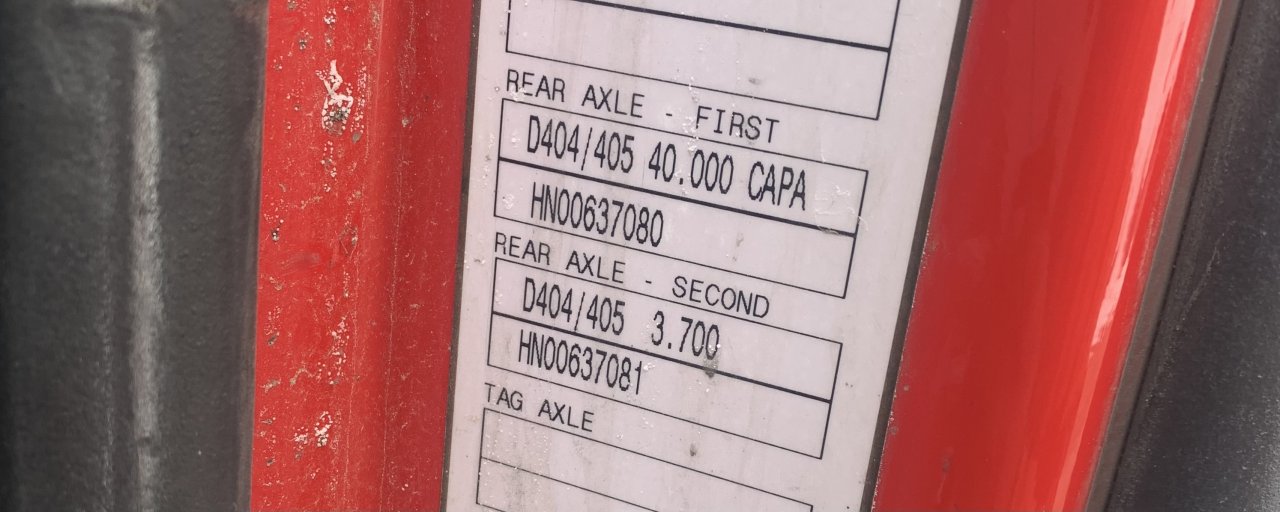 REAR AXLE - FIRST
D404/405 40.000 CAPA
HN00637080
REAR AXLE - SECOND
D404/405 3.700
HN00637081
TAG AXLE